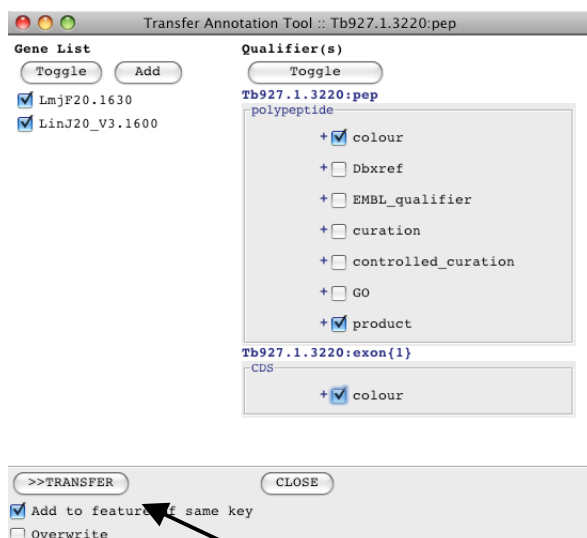 Transfer Annotation Tool :: Tb927.1.3220:pep
Gene List
Toggle Add
LmjF20.1630
LinJ20_V3.1600
Qualifier(s)
Toggle
Tb927.1.3220:pep
polypeptide
+ colour
+ Dbxref
+ EMBL_qualifier
+ curation
+ controlled_curation
+ GO
+ product
Tb927.1.3220:exon{1}
CDS
+ colour
>>TRANSFER CLOSE
Add to feature of same key
Overwrite